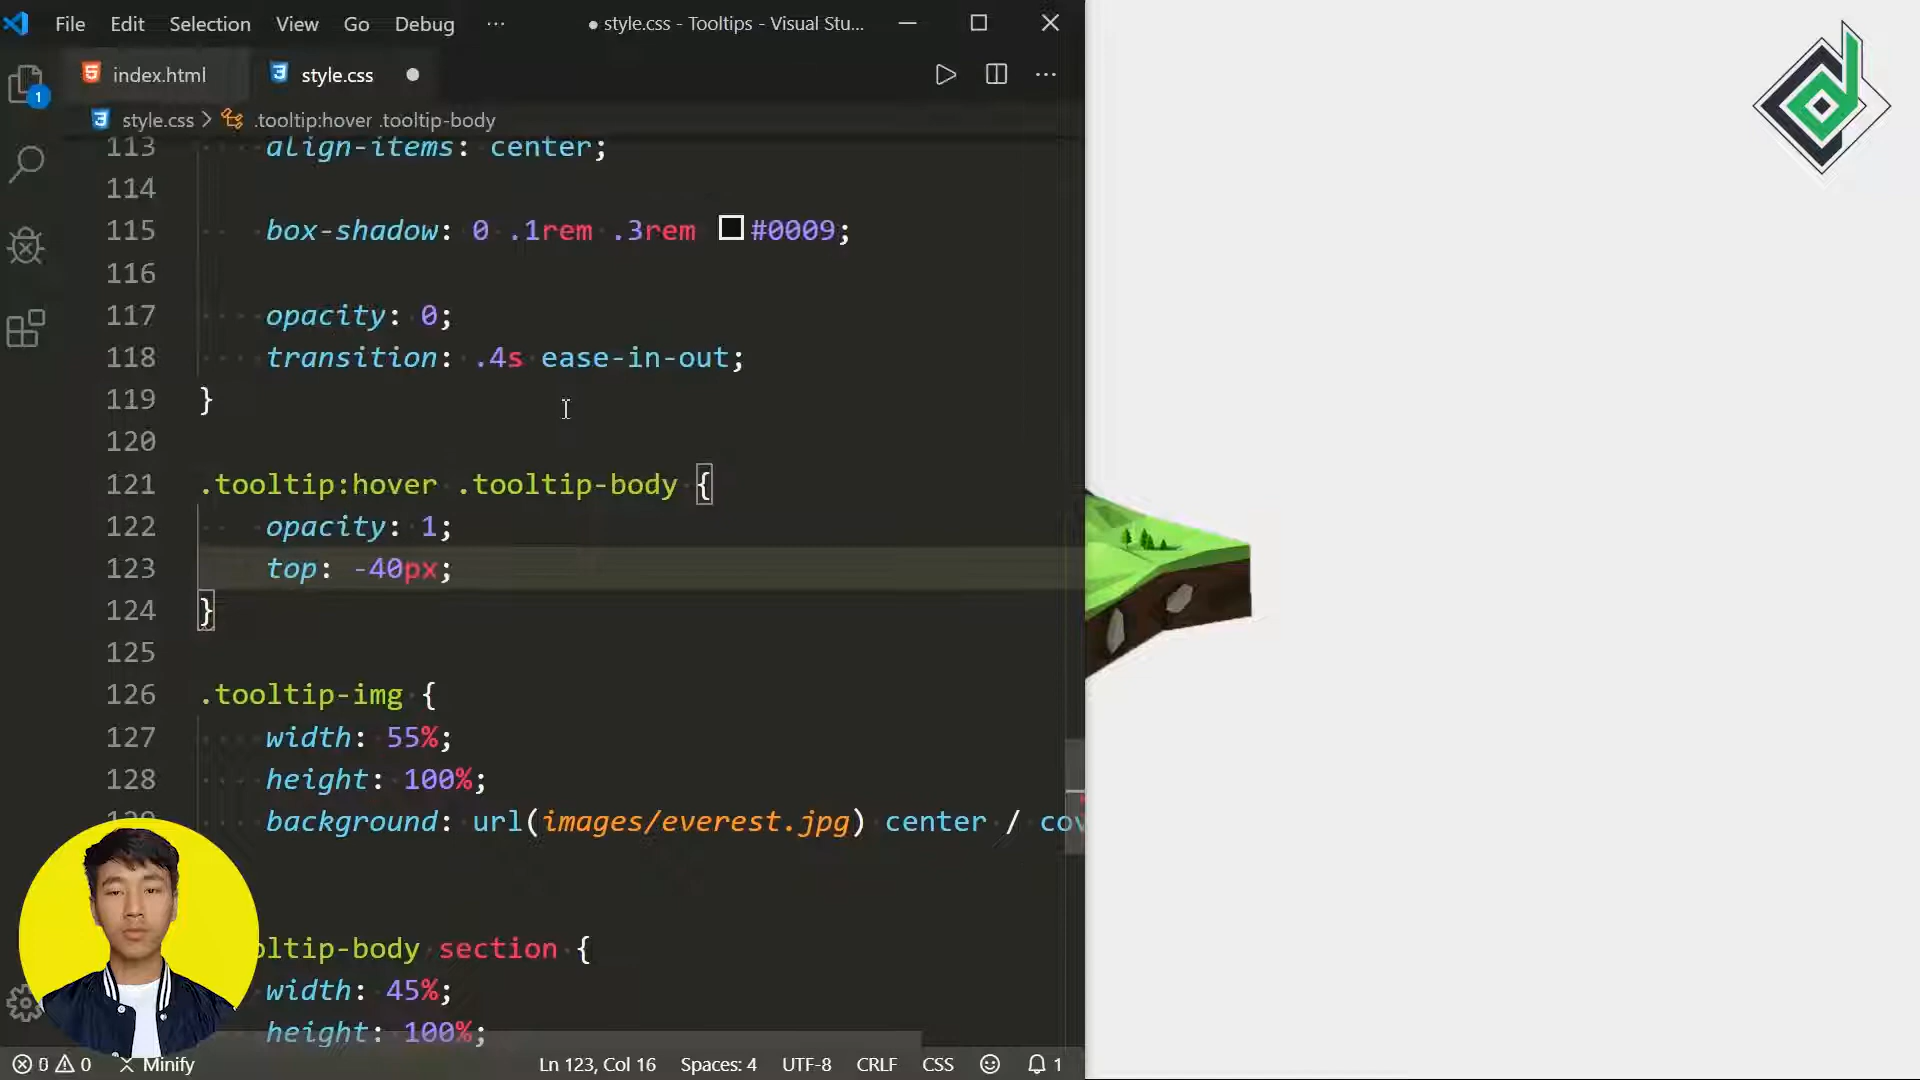 File Edit Selection View Go Debug ··· ● style.css - Tooltips - Visual Stu...
index.html style.css ●
style.css > .tooltip:hover .tooltip-body
113 align-items: center;
114
115 box-shadow: 0 .1rem .3rem #0009;
116
117 opacity: 0;
118 transition: .4s ease-in-out;
119 }
120
121 .tooltip:hover .tooltip-body {
122 opacity: 1;
123 top: -40px;
124 }
125
126 .tooltip-img {
127 width: 55%;
128 height: 100%;
129 background: url(images/everest.jpg) center / cov
oltip-body section {
width: 45%;
height: 100%;
0 0 Minify Ln 123, Col 16 Spaces: 4 UTF-8 CRLF CSS 1
1